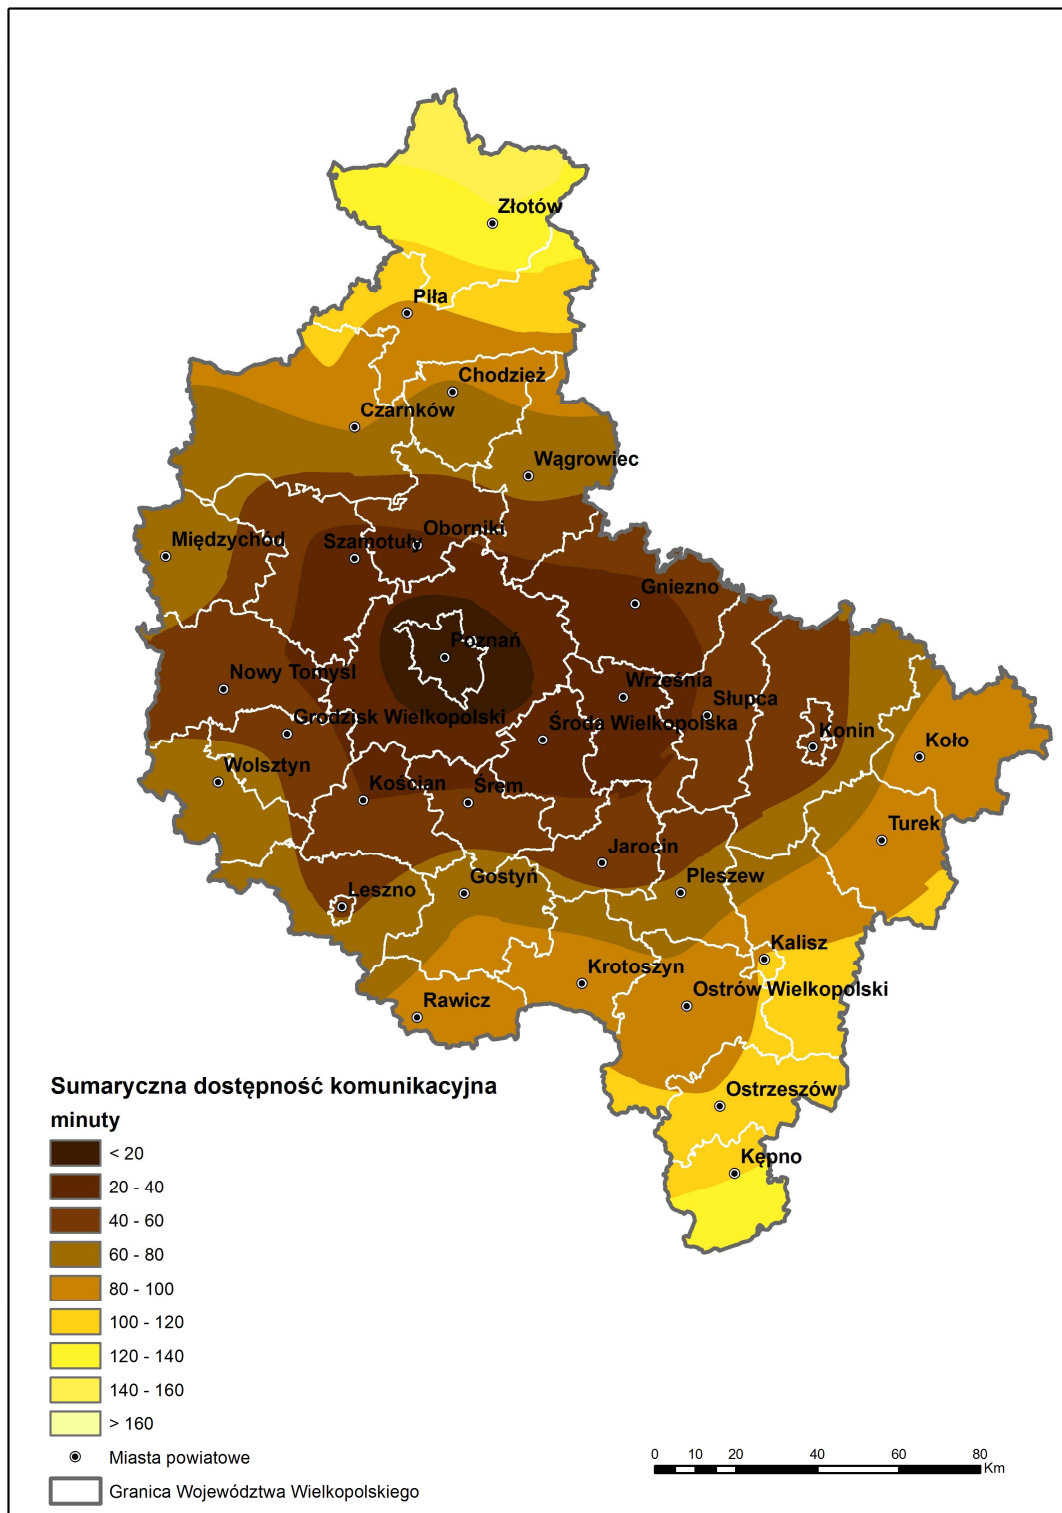 Złotów
Piła
Chodzież
Czarnków
Wągrowiec
Międzychód
Szamotuły
Oborniki
Gniezno
Poznań
Nowy Tomyśl
Września
Słupca
Grodzisk Wielkopolski
Środa Wielkopolska
Konin
Koło
Wolsztyn
Kościan
Śrem
Turek
Jarocin
Leszno
Gostyń
Pleszew
Kalisz
Krotoszyn
Ostrów Wielkopolski
Rawicz
Ostrzeszów
Kępno
Sumaryczna dostępność komunikacyjna
minuty
< 20
20 - 40
40 - 60
60 - 80
80 - 100
100 - 120
120 - 140
140 - 160
> 160
Miasta powiatowe
Granica Województwa Wielkopolskiego
0 10 20 40 60 80
Km